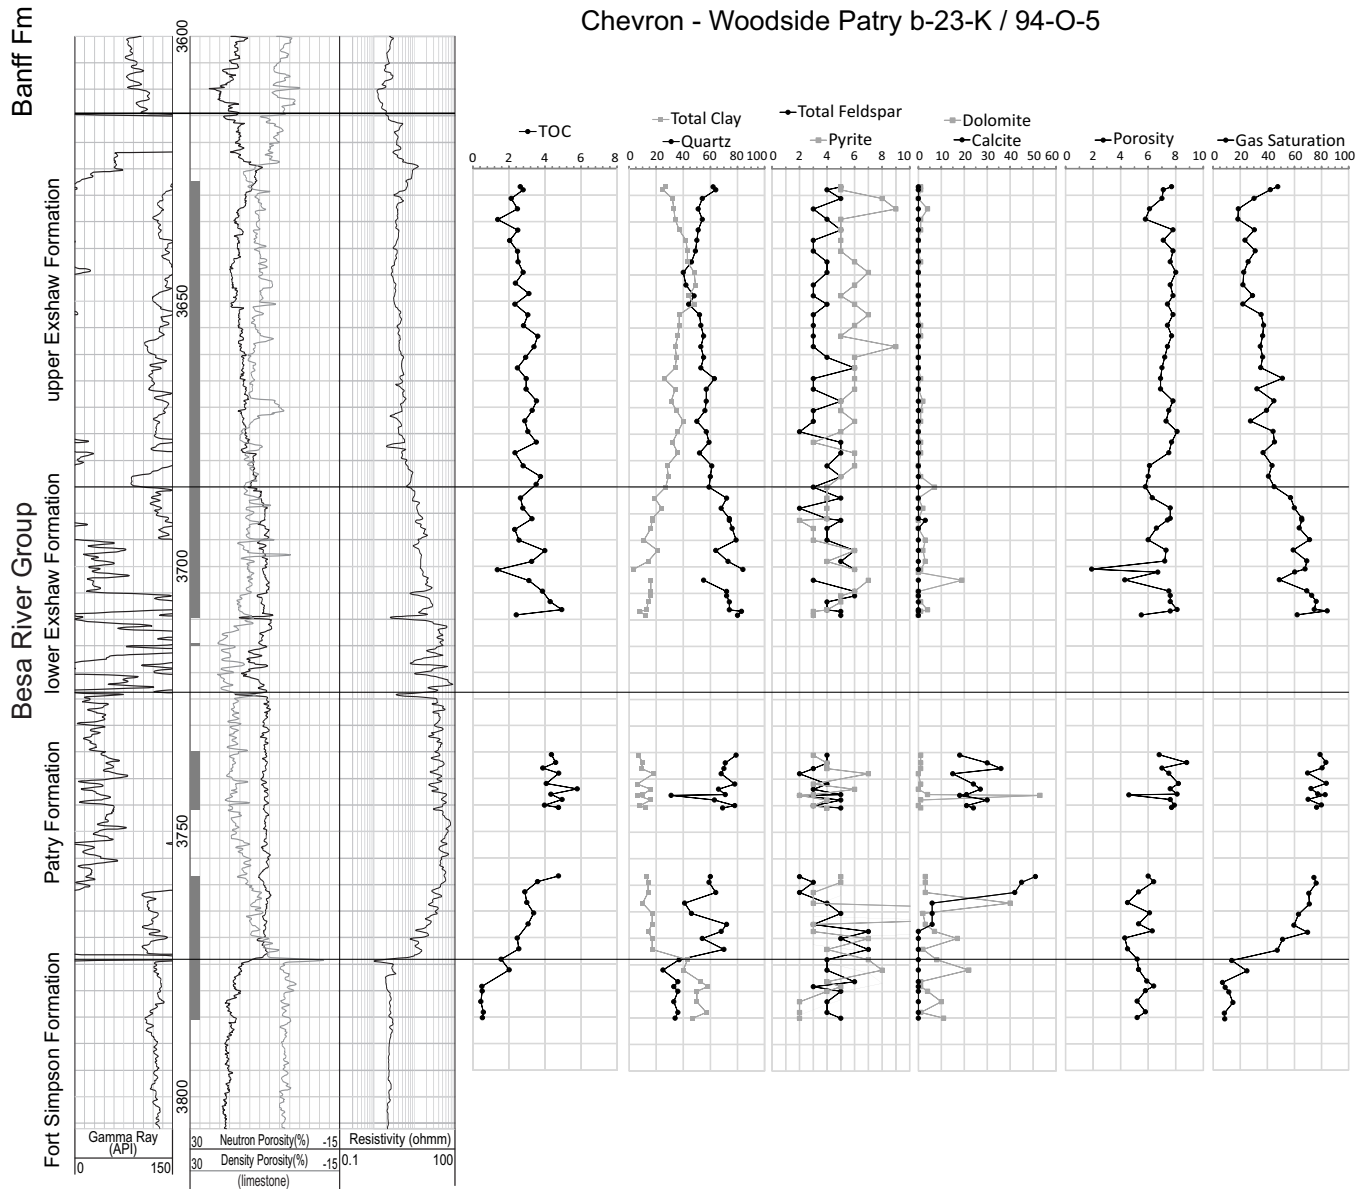 Chevron - Woodside Patry b-23-K / 94-O-5
Banff Fm
Besa River Group
upper Exshaw Formation
lower Exshaw Formation
Patry Formation
Fort Simpson Formation
3600
3650
3700
3750
3800
TOC
0 2 4 6 8
Total Clay
Quartz
0 20 40 60 80 100
Total Feldspar
Pyrite
0 2 4 6 8 10
Dolomite
Calcite
0 10 20 30 40 50 60
Porosity
0 2 4 6 8 10
Gas Saturation
0 20 40 60 80 100
Gamma Ray
(API)
0 150
30 Neutron Porosity(%) -15
30 Density Porosity(%) -15
(limestone)
Resistivity (ohmm)
0.1 100